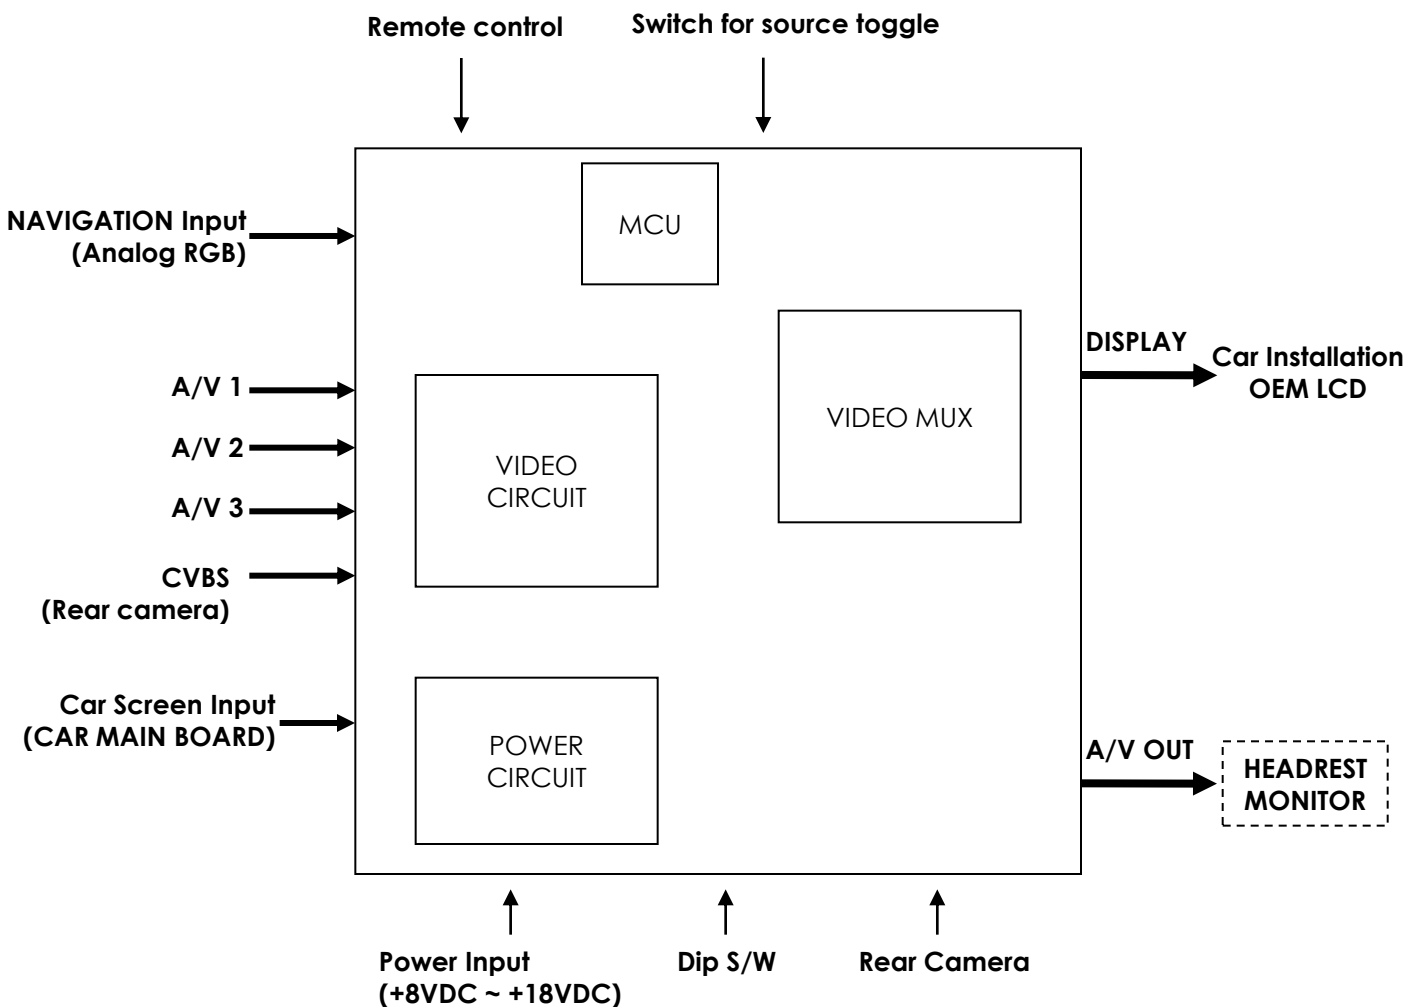 Remote control
Switch for source toggle
MCU
NAVIGATION Input
(Analog RGB)
DISPLAY
Car Installation
OEM LCD
A/V 1
A/V 2
A/V 3
CVBS
(Rear camera)
VIDEO
CIRCUIT
VIDEO MUX
Car Screen Input
(CAR MAIN BOARD)
POWER
CIRCUIT
A/V OUT
HEADREST
MONITOR
Power Input
(+8VDC ~ +18VDC)
Dip S/W
Rear Camera